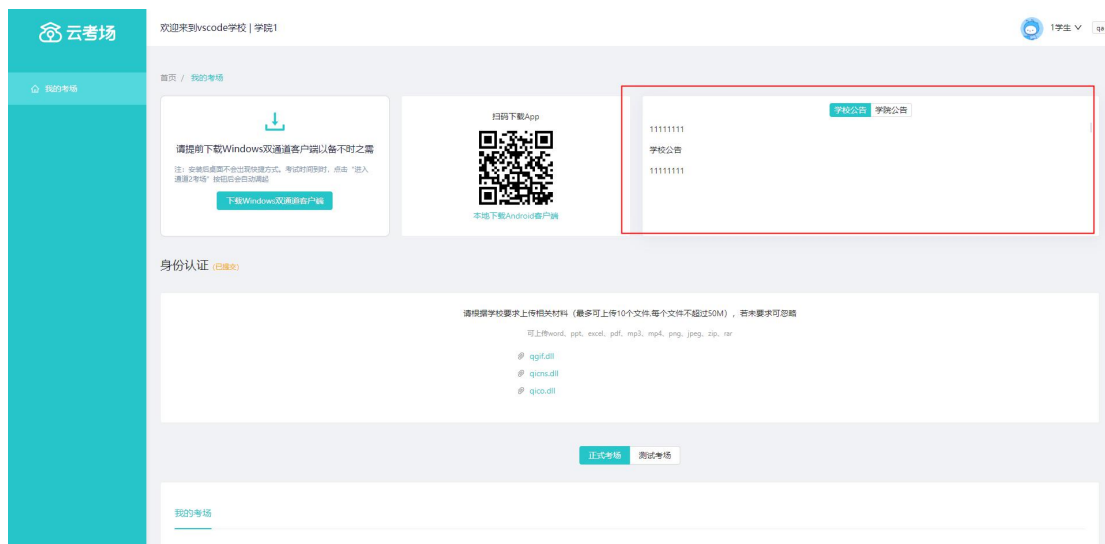 云考场
欢迎来到vscode学校 | 学院1
1学生
我的考场
首页 / 我的考场
请提前下载Windows双通道客户端以备不时之需
注：安装后桌面不会出现快捷方式。考试时间到时，点击“进入
通道2考场”按钮后会自动调起
下载Windows双通道客户端
扫码下载App
本地下载Android客户端
学校公告 学院公告
11111111
学校公告
11111111
身份认证 (已提交)
请根据学校要求上传相关材料（最多可上传10个文件,每个文件不超过50M），若未要求可忽略
可上传word、ppt、excel、pdf、mp3、mp4、png、jpeg、zip、rar
qgif.dll
qicns.dll
qico.dll
正式考场 测试考场
我的考场